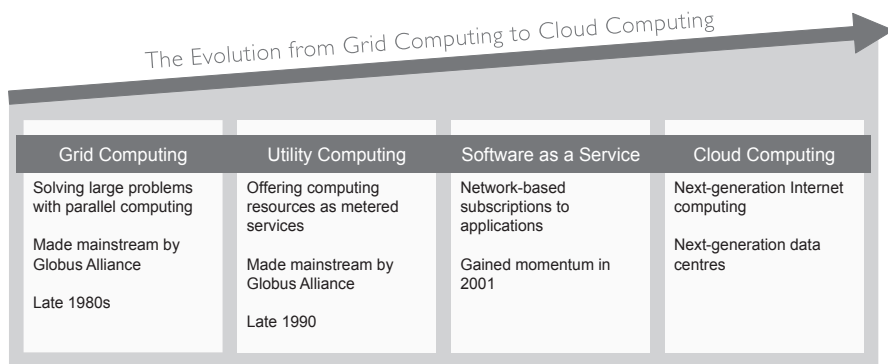 The Evolution from Grid Computing to Cloud Computing
Grid Computing
Solving large problems
with parallel computing
Made mainstream by
Globus Alliance
Late 1980s
Utility Computing
Offering computing
resources as metered
services
Made mainstream by
Globus Alliance
Late 1990
Software as a Service
Network-based
subscriptions to
applications
Gained momentum in
2001
Cloud Computing
Next-generation Internet
computing
Next-generation data
centres